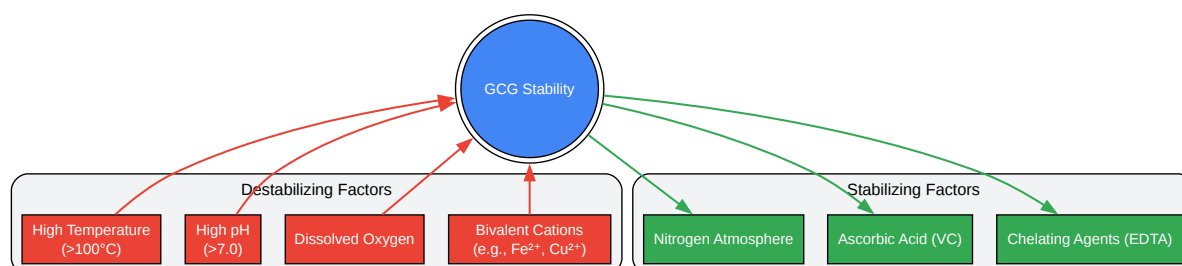 GCG Stability
Destabilizing Factors
Stabilizing Factors
High Temperature
(>100°C)
High pH
(>7.0)
Dissolved Oxygen
Bivalent Cations
(e.g., Fe²⁺, Cu²⁺)
Nitrogen Atmosphere
Ascorbic Acid (VC)
Chelating Agents (EDTA)